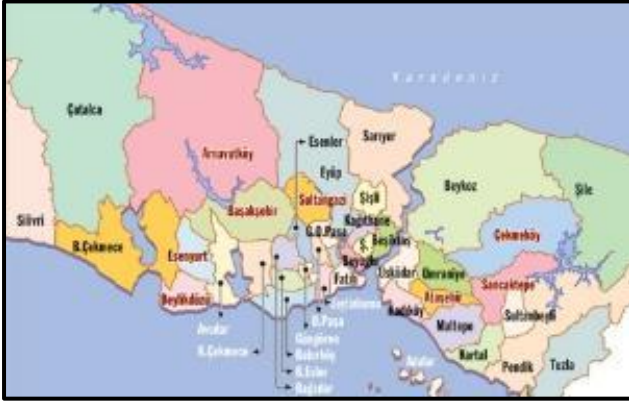 Karadeniz
Çatalca
Arnavutköy
Esenler
Sarıyer
Eyüp
Beykoz
Şile
Sultangazi
Şişli
Başakşehir
Kağıthane
Silivri
G.O.Paşa
Beşiktaş
Çekmeköy
B.Çekmece
Ş.
Esenyurt
Beyoğlu
Üsküdar
Ümraniye
Sancaktepe
Fatih
Ataşehir
Beylikdüzü
Kadıköy
Sultanbeyli
Avcılar
B.Paşa
Maltepe
Güngören
K.Çekmece
Bakırköy
Adalar
Kartal
Pendik
Tuzla
B.Evler
Bağcılar